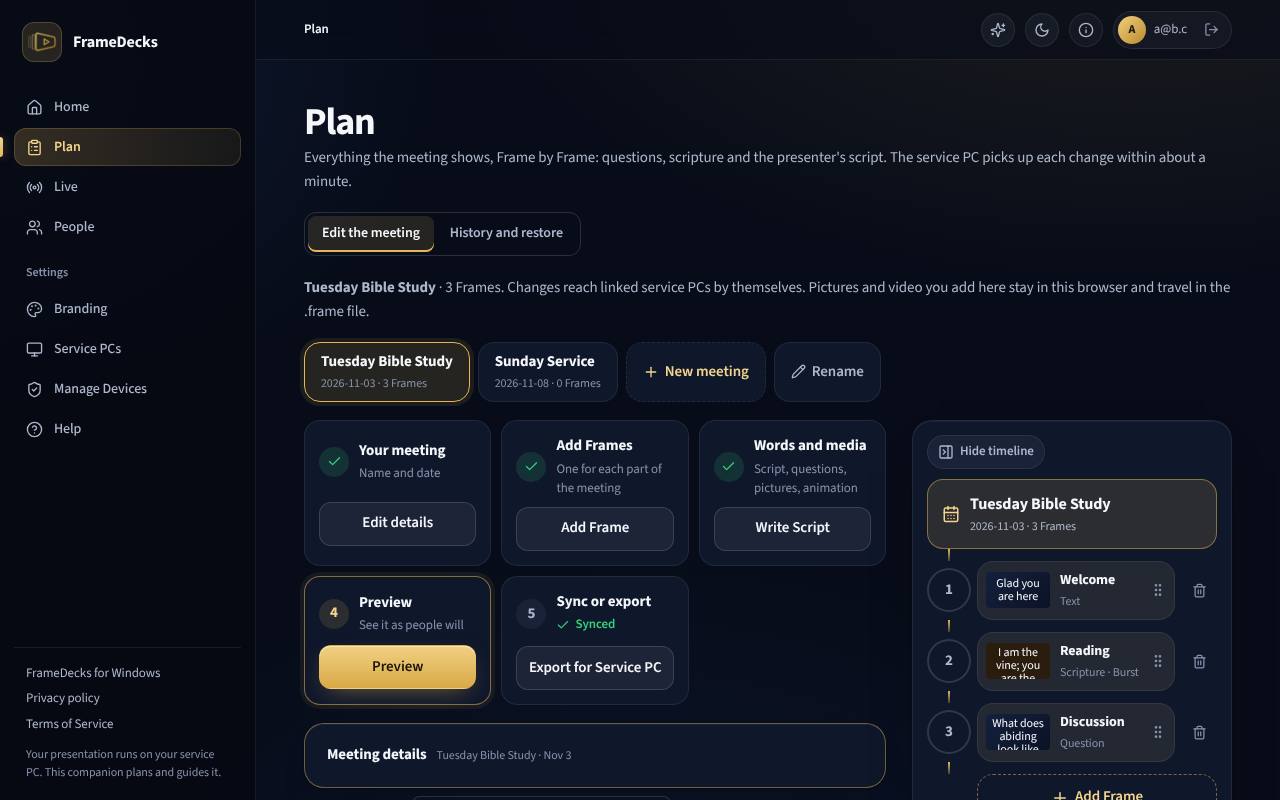 FrameDecks
Home
Plan
Live
People
Settings
Branding
Service PCs
Manage Devices
Help
FrameDecks for Windows
Privacy policy
Terms of Service
Your presentation runs on your service
PC. This companion plans and guides it.
Plan
A
a@b.c
Plan
Everything the meeting shows, Frame by Frame: questions, scripture and the presenter's script. The service PC picks up each change within about a
minute.
Edit the meeting
History and restore
Tuesday Bible Study · 3 Frames. Changes reach linked service PCs by themselves. Pictures and video you add here stay in this browser and travel in the
.frame file.
Tuesday Bible Study
2026-11-03 · 3 Frames
Sunday Service
2026-11-08 · 0 Frames
New meeting
Rename
Your meeting
Name and date
Edit details
Add Frames
One for each part of
the meeting
Add Frame
Words and media
Script, questions,
pictures, animation
Write Script
4
Preview
See it as people will
Preview
5
Sync or export
Synced
Export for Service PC
Meeting details
Tuesday Bible Study · Nov 3
Hide timeline
Tuesday Bible Study
2026-11-03 · 3 Frames
1
Glad you
are here
Welcome
Text
2
I am the
vine; you
are the
Reading
Scripture · Burst
3
What does
abiding
look like
Discussion
Question
Add Frame